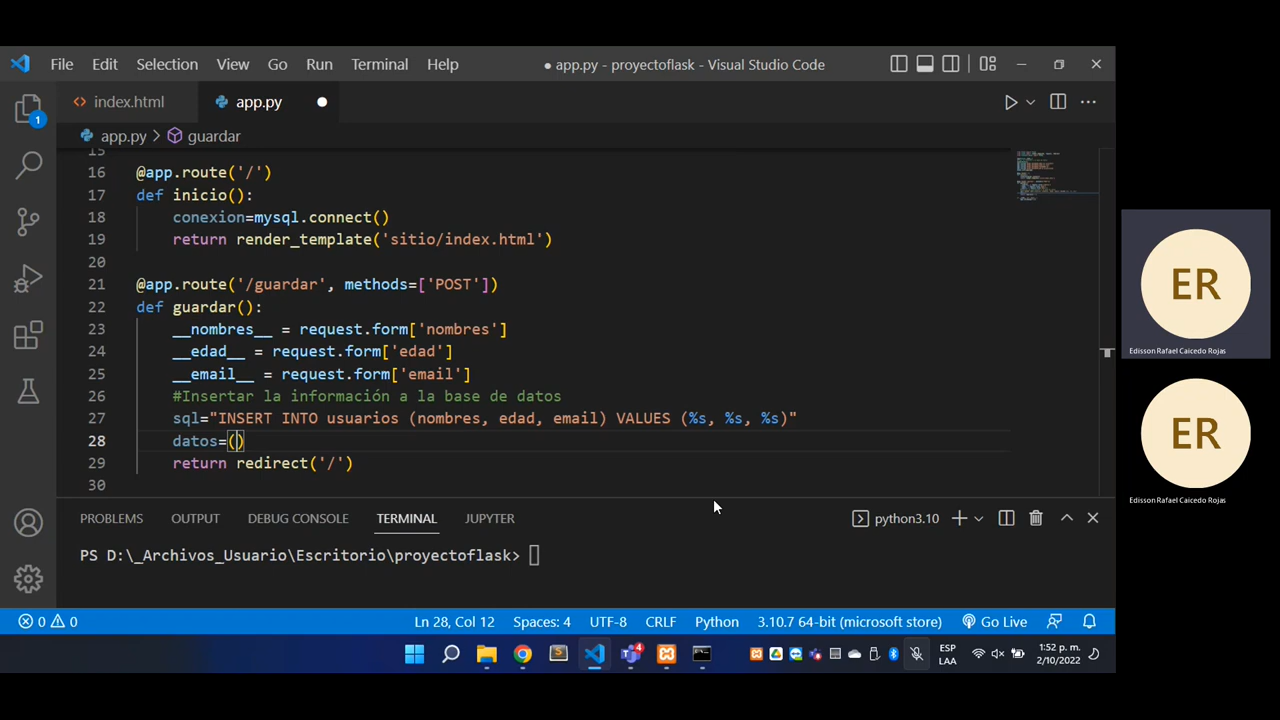 File Edit Selection View Go Run Terminal Help ● app.py - proyectoflask - Visual Studio Code
index.html app.py
app.py > guardar
15
16 @app.route('/')
17 def inicio():
18 conexion=mysql.connect()
19 return render_template('sitio/index.html')
20
21 @app.route('/guardar', methods=['POST'])
22 def guardar():
23 __nombres__ = request.form['nombres']
24 __edad__ = request.form['edad']
25 __email__ = request.form['email']
26 #Insertar la información a la base de datos
27 sql="INSERT INTO usuarios (nombres, edad, email) VALUES (%s, %s, %s)"
28 datos=()
29 return redirect('/')
30
1
PROBLEMS OUTPUT DEBUG CONSOLE TERMINAL JUPYTER python3.10
PS D:\_Archivos_Usuario\Escritorio\proyectoflask>
0 0 Ln 28, Col 12 Spaces: 4 UTF-8 CRLF Python 3.10.7 64-bit (microsoft store) Go Live
4
ESP
LAA
1:52 p. m.
2/10/2022
ER
Edisson Rafael Caicedo Rojas
ER
Edisson Rafael Caicedo Rojas